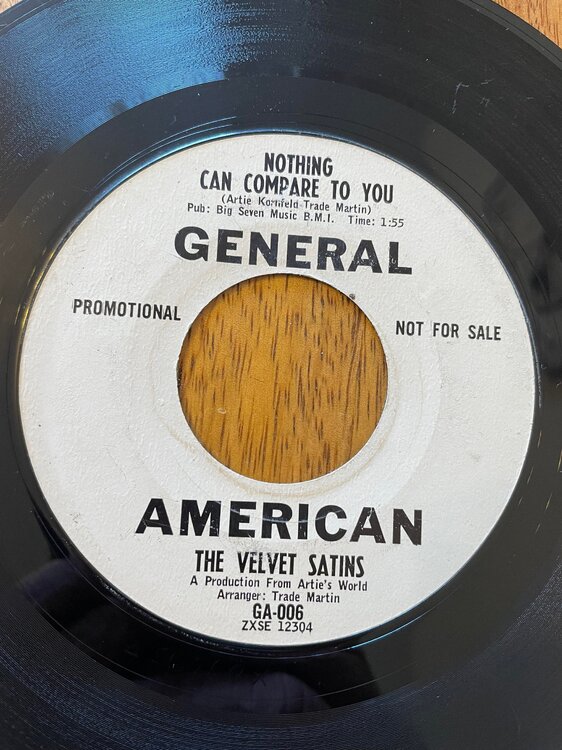 NOTHING
CAN COMPARE TO YOU
(Artie Kornfeld-Trade Martin)
Pub: Big Seven Music B.M.I. Time: 1:55
GENERAL
PROMOTIONAL
NOT FOR SALE
AMERICAN
THE VELVET SATINS
A Production From Artie's World
Arranger: Trade Martin
GA-006
ZXSE 12304